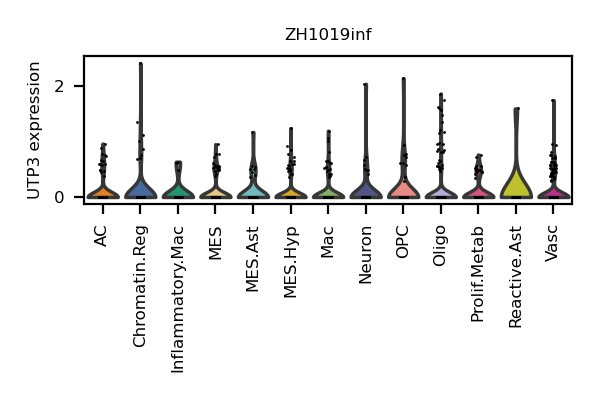 ZH1019inf
UTP3 expression
2
0
AC
Chromatin.Reg
Inflammatory.Mac
MES
MES.Ast
MES.Hyp
Mac
Neuron
OPC
Oligo
Prolif.Metab
Reactive.Ast
Vasc